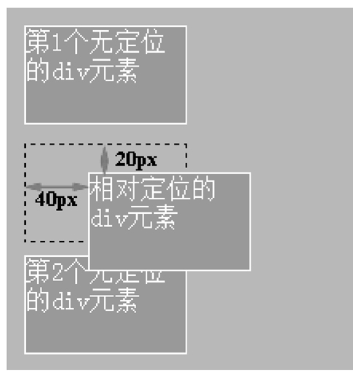 第1个无定位
的div元素
20px
40px
相对定位的
div元素
第2个无定位
的div元素